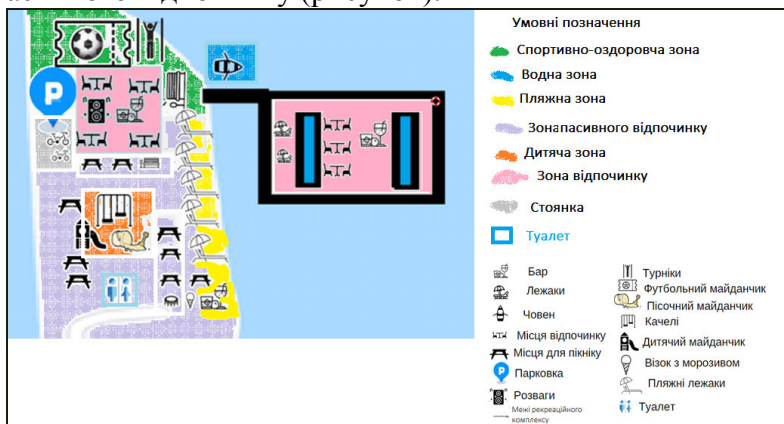 Умовні позначення
Спортивно-оздоровча зона
Водна зона
Пляжна зона
Зонапасивного відпочинку
Дитяча зона
Зона відпочинку
Стоянка
Туалет
Бар
Лежаки
Човен
Місця відпочинку
Місця для пікніку
Парковка
Розваги
Межі рекреаційного
комплексу
Турніки
Футбольний майданчик
Пісочний майданчик
Качелі
Дитячий майданчик
Візок з морозивом
Пляжні лежаки
Туалет
P
P